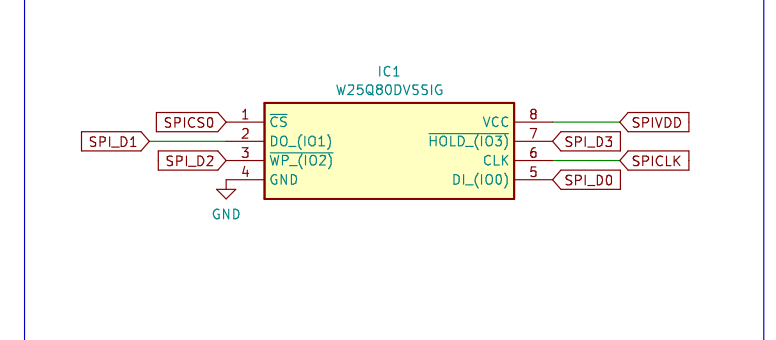 IC1
W25Q80DVSSIG
SPICS0 1 CS VCC 8 SPIVDD
SPI_D1 2 DO_(IO1) HOLD_(IO3) 7 SPI_D3
SPI_D2 3 WP_(IO2) CLK 6 SPICLK
4 GND DI_(IO0) 5 SPI_D0
GND